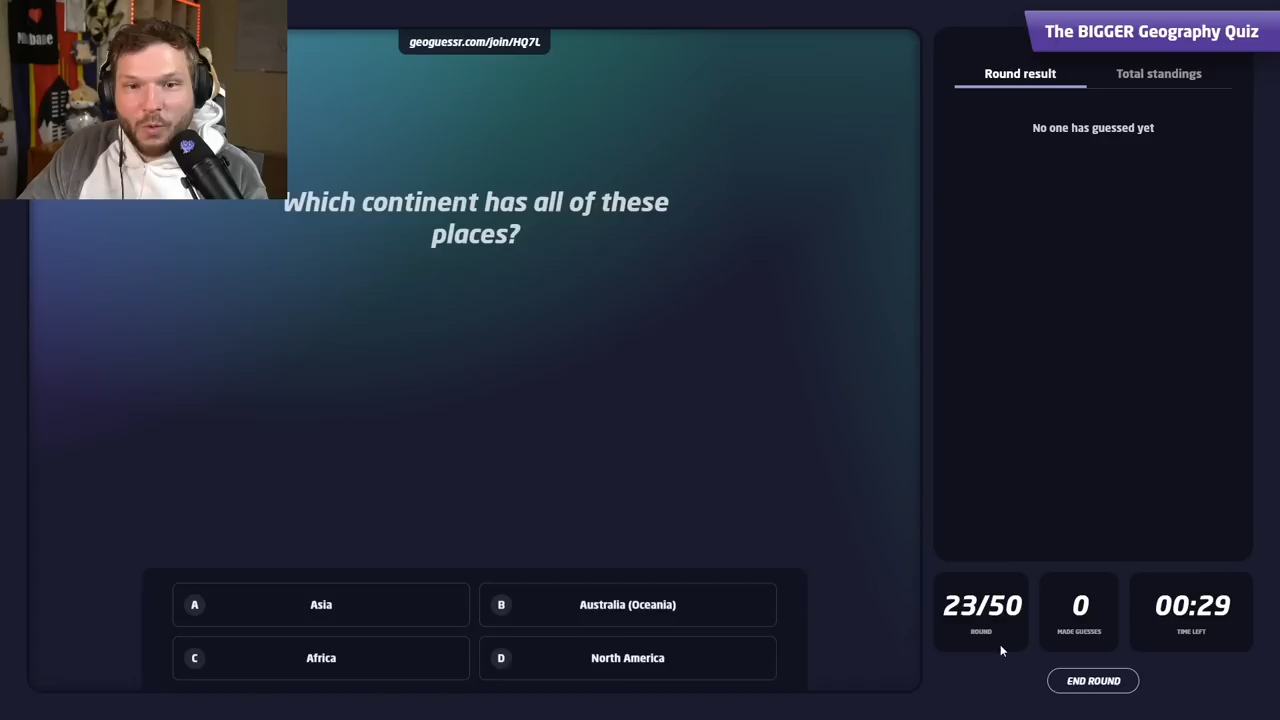 geoguessr.com/join/HQ7L
The BIGGER Geography Quiz
Round result
Total standings
No one has guessed yet
Which continent has all of these
places?
A Asia
B Australia (Oceania)
C Africa
D North America
23/50
ROUND
0
MADE GUESSES
00:29
TIME LEFT
END ROUND